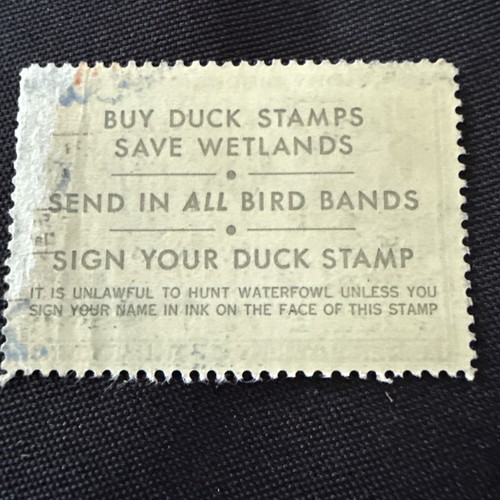 BUY DUCK STAMPS
SAVE WETLANDS
SEND IN ALL BIRD BANDS
SIGN YOUR DUCK STAMP
IT IS UNLAWFUL TO HUNT WATERFOWL UNLESS YOU
SIGN YOUR NAME IN INK ON THE FACE OF THIS STAMP